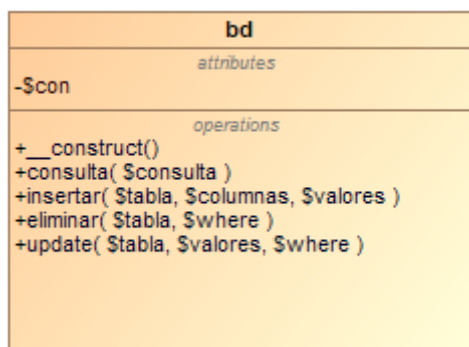 bd
attributes
-$con
operations
+__construct()
+consulta( $consulta )
+insertar( $tabla, $columnas, $valores )
+eliminar( $tabla, $where )
+update( $tabla, $valores, $where )